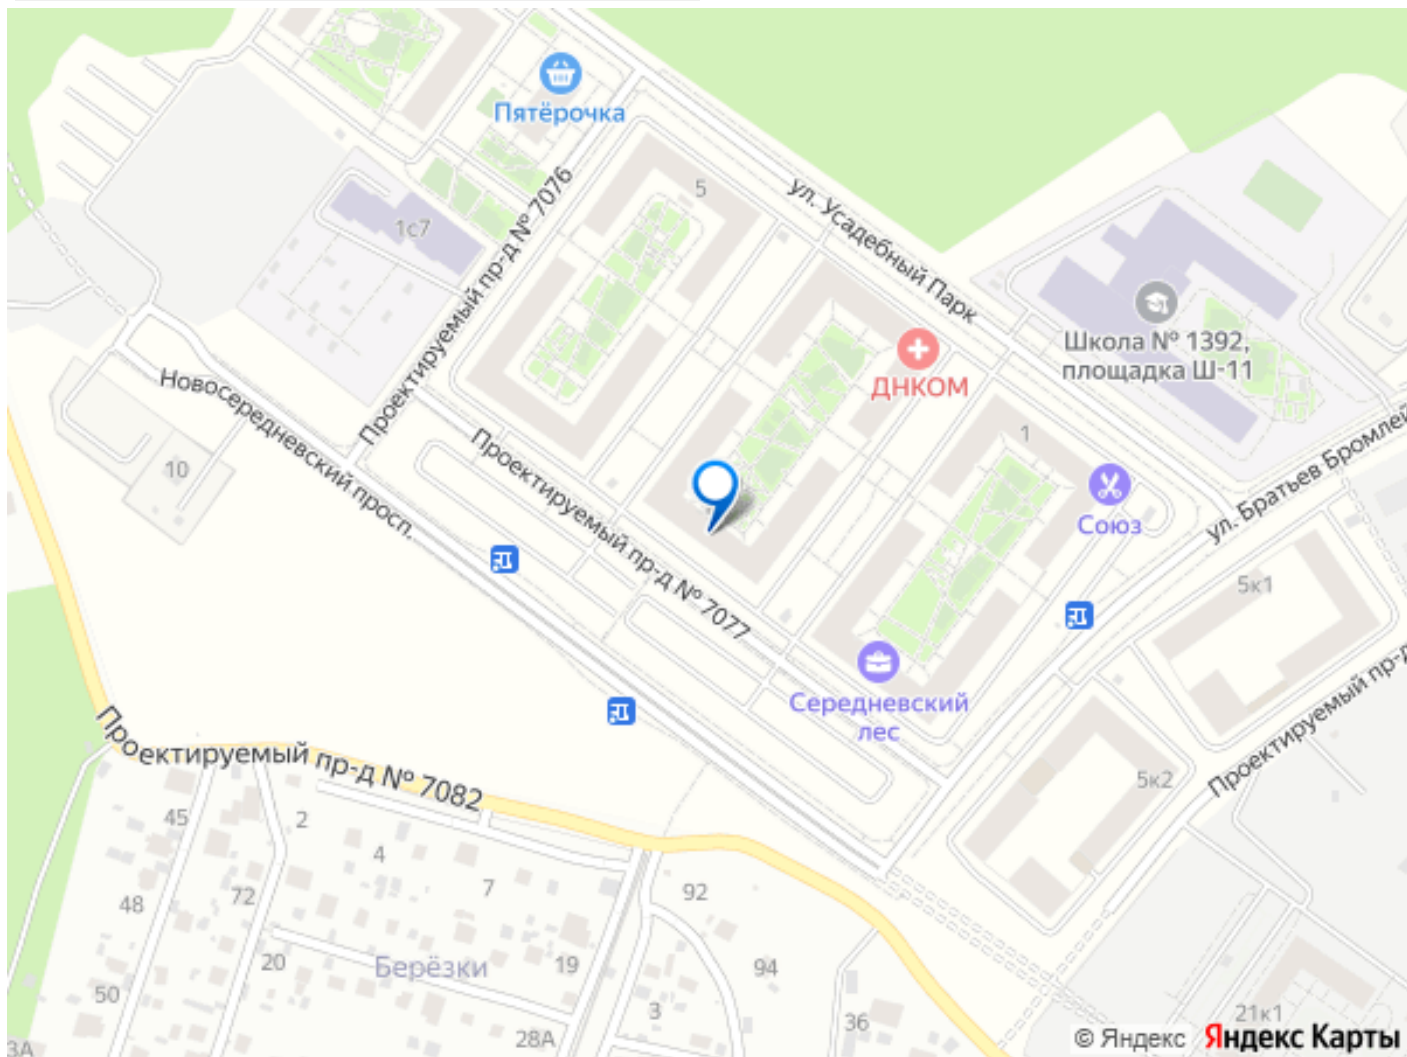 Пятёрочка
5
ул. Усадебный Парк
1с7
Проектируемый пр-д № 7076
Школа № 1392,
площадка Ш-11
ДНКОМ
Новосередневский просп.
10
Проектируемый пр-д № 7077
1
Союз
ул. Братьев Бромлей
5к1
Середневский
лес
5к2
Проектируемый пр-д
Проектируемый пр-д № 7082
45
2
4
7
92
48
72
20
Берёзки
19
94
50
3
36
28А
3А
21к1
© Яндекс Яндекс Карты